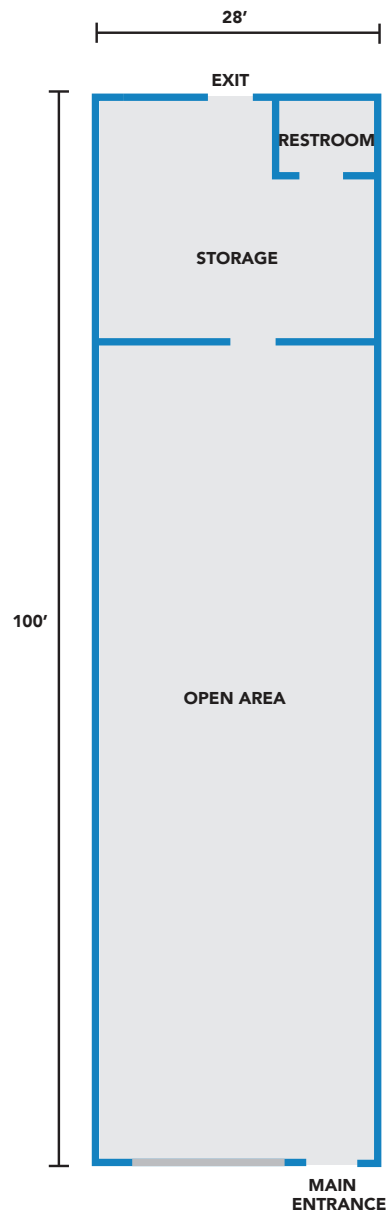 28’
EXIT
RESTROOM
STORAGE
100’
OPEN AREA
MAIN
ENTRANCE